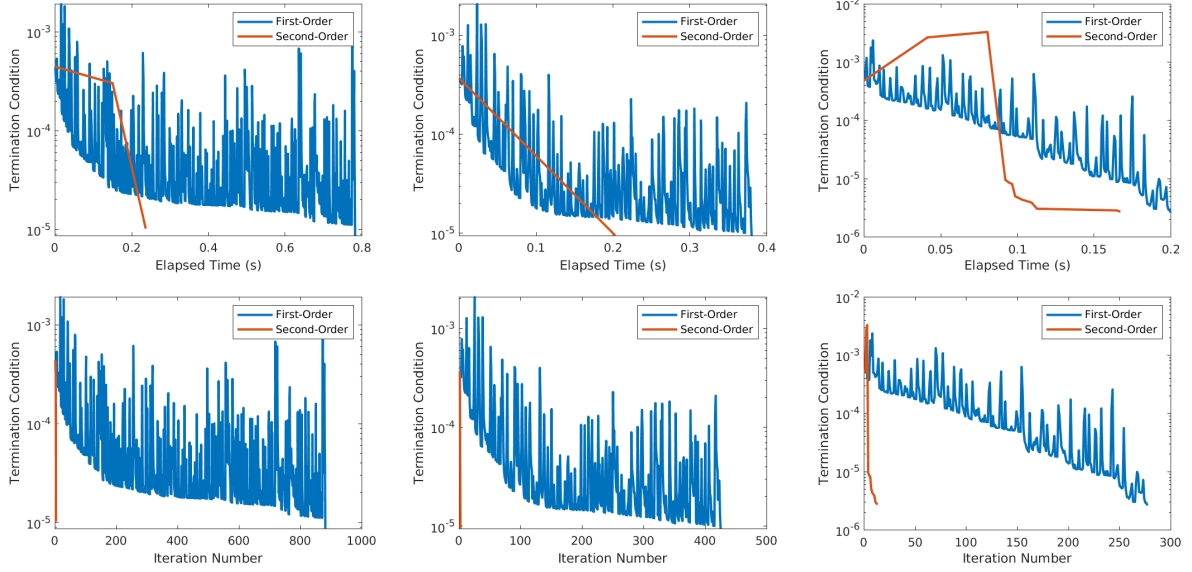 First-Order
Second-Order
Termination Condition
10^-3
10^-4
10^-5
0 0.2 0.4 0.6 0.8
Elapsed Time (s)
First-Order
Second-Order
Termination Condition
10^-3
10^-4
10^-5
0 0.1 0.2 0.3 0.4
Elapsed Time (s)
First-Order
Second-Order
Termination Condition
10^-2
10^-3
10^-4
10^-5
10^-6
0 0.05 0.1 0.15 0.2
Elapsed Time (s)
First-Order
Second-Order
Termination Condition
10^-3
10^-4
10^-5
0 200 400 600 800 1000
Iteration Number
First-Order
Second-Order
Termination Condition
10^-3
10^-4
10^-5
0 100 200 300 400 500
Iteration Number
First-Order
Second-Order
Termination Condition
10^-2
10^-3
10^-4
10^-5
10^-6
0 50 100 150 200 250 300
Iteration Number